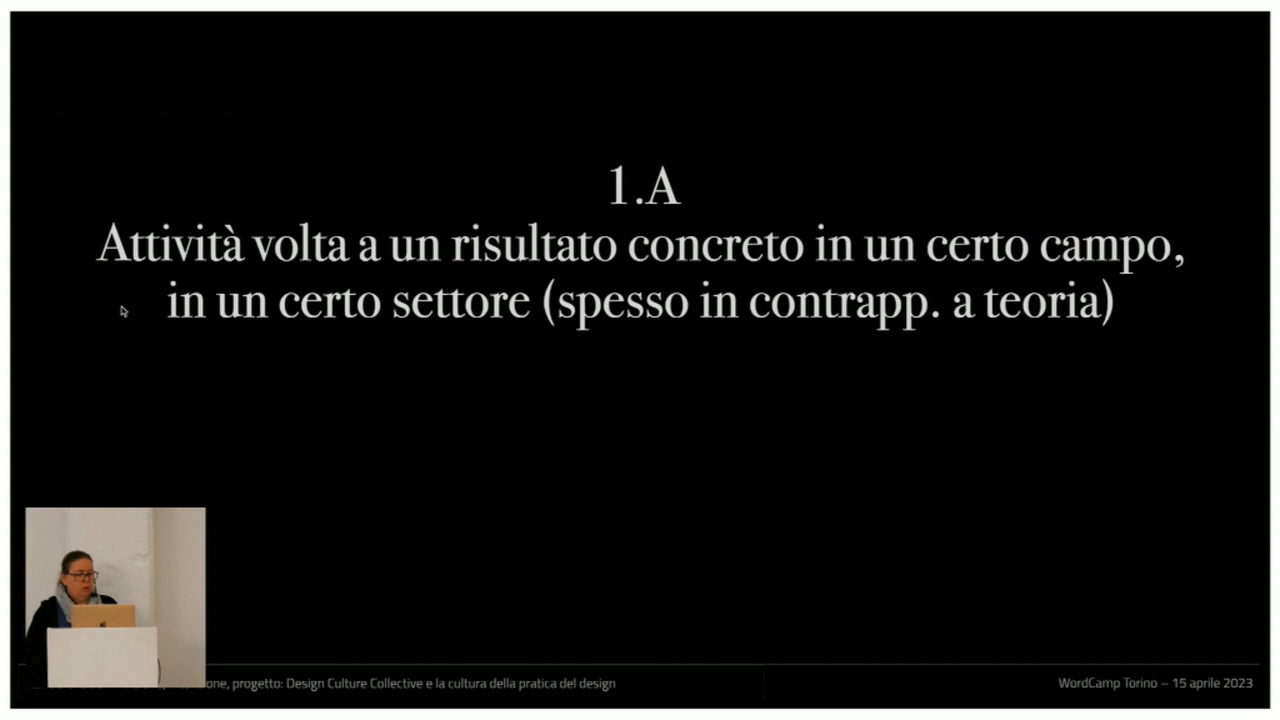 1.A
Attività volta a un risultato concreto in un certo campo,
in un certo settore (spesso in contrapp. a teoria)
progetto: Design Culture Collective e la cultura della pratica del design
WordCamp Torino – 15 aprile 2023